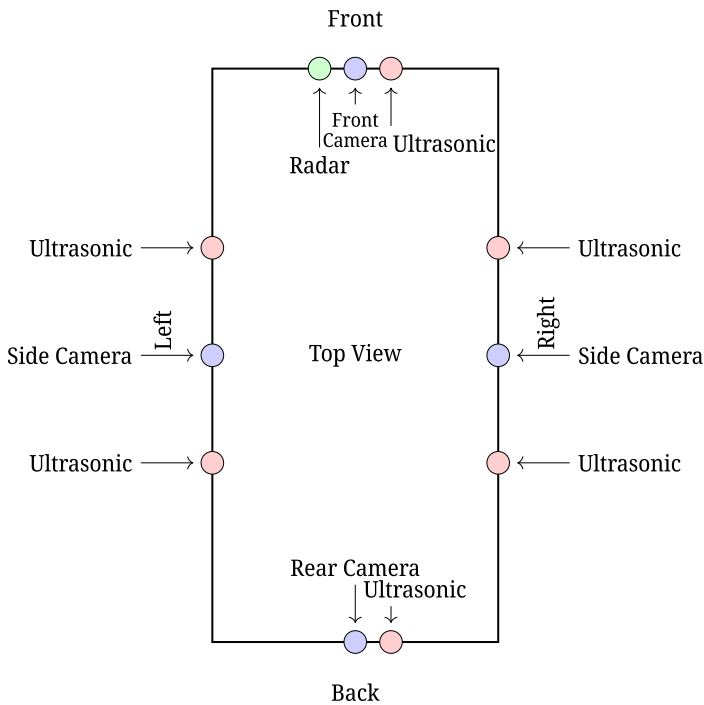 Front
Front
Camera
Ultrasonic
Radar
Ultrasonic
Ultrasonic
Left
Right
Side Camera
Top View
Side Camera
Ultrasonic
Ultrasonic
Rear Camera
Ultrasonic
Back